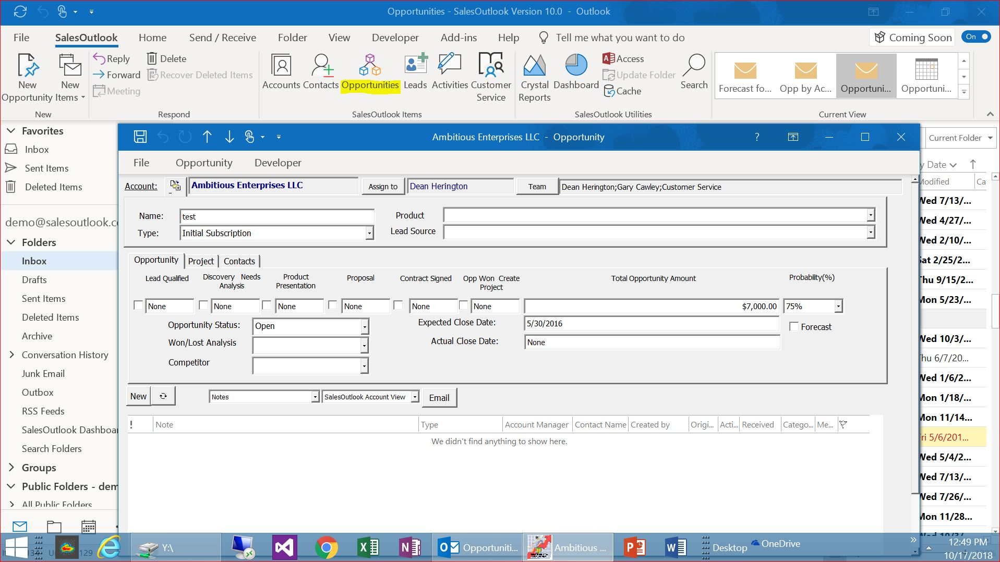 Opportunities - SalesOutlook Version 10.0 - Outlook
File SalesOutlook Home Send / Receive Folder View Developer Add-ins Help Tell me what you want to do Coming Soon On
New Opportunity
New Items
Reply
Forward
Meeting
Delete
Recover Deleted Items
Accounts Contacts Opportunities Leads Activities Customer Service
Crystal Reports
Dashboard
Access
Update Folder
Cache
Search
Forecast fo... Opp by Ac... Opportuni... Opportuni...
New Respond SalesOutlook Items SalesOutlook Utilities Current View
Favorites
Inbox
Sent Items
Deleted Items
demo@salesoutlook.c
Folders
Inbox
Drafts
Sent Items
Deleted Items
Archive
Conversation History
Junk Email
Outbox
RSS Feeds
SalesOutlook Dashboa
Search Folders
Groups
Public Folders - dem
All Public Folders
Ambitious Enterprises LLC - Opportunity
?
File Opportunity Developer
Account: Ambitious Enterprises LLC Assign to Dean Herington Team Dean Herington;Gary Cawley;Customer Service
Name: test Product
Type: Initial Subscription Lead Source
Opportunity Project Contacts
Lead Qualified
Discovery Needs Analysis
Product Presentation
Proposal
Contract Signed
Opp Won Create Project
Total Opportunity Amount
Probability(%)
None None None None None None $7,000.00 75%
Opportunity Status: Open Expected Close Date: 5/30/2016 Forecast
Won/Lost Analysis Actual Close Date: None
Competitor
New Notes SalesOutlook Account View Email
! Note Type Account Manager Contact Name Created by Origi... Acti... Received Catego... Me...
We didn't find anything to show here.
Current Folder
y Date
Modified Ca
Wed 7/13/...
Wed 4/27/...
Wed 2/10/...
Sat 2/25/2...
Thu 9/15/2...
Mon 5/23/...
Wed 10/3/...
Thu 6/7/20...
Wed 1/6/2...
Mon 1/18/...
Mon 11/14...
Fri 5/6/201...
Wed 5/4/2...
Wed 7/13/...
Wed 7/26/...
Mon 11/28...
Y:\ Opportuniti... Ambitious ... Desktop OneDrive
12:49 PM
10/17/2018